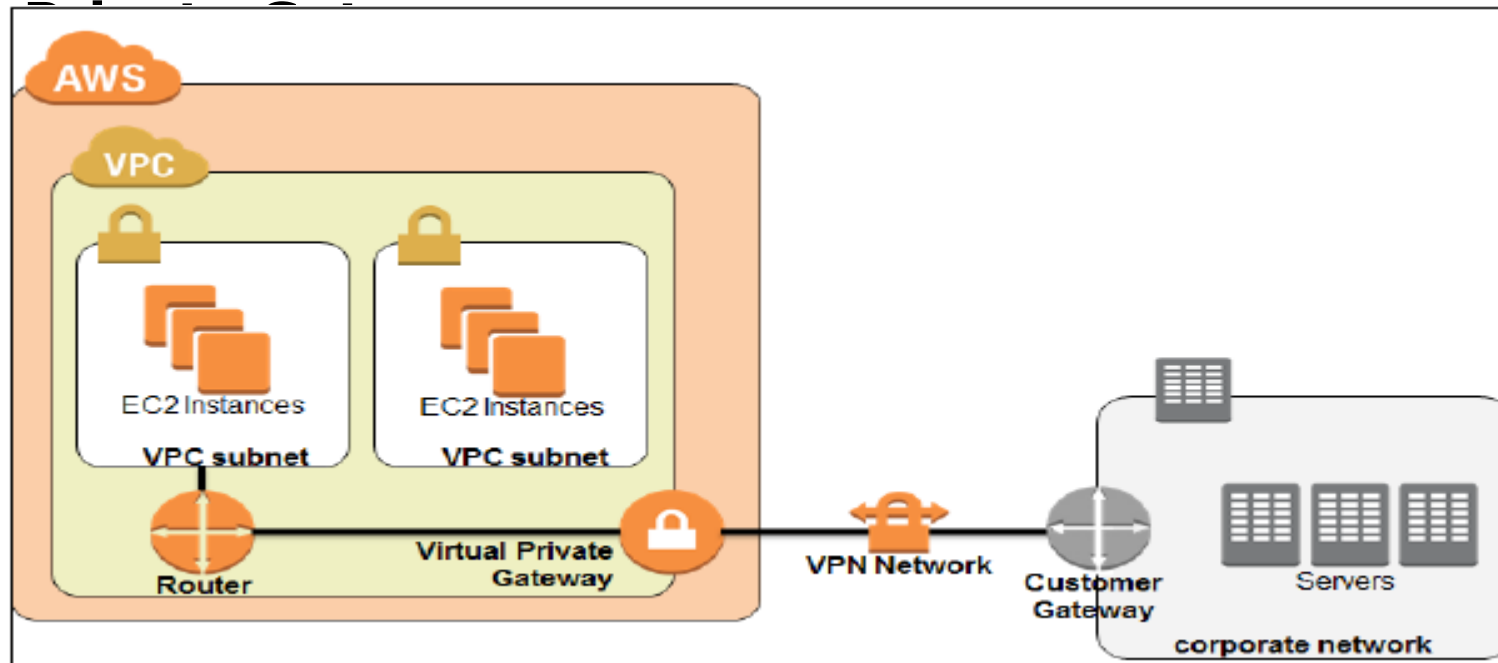 AWS
VPC
EC2 Instances
EC2 Instances
VPC subnet
VPC subnet
Virtual Private
Gateway
Router
VPN Network
Customer
Gateway
Servers
corporate network